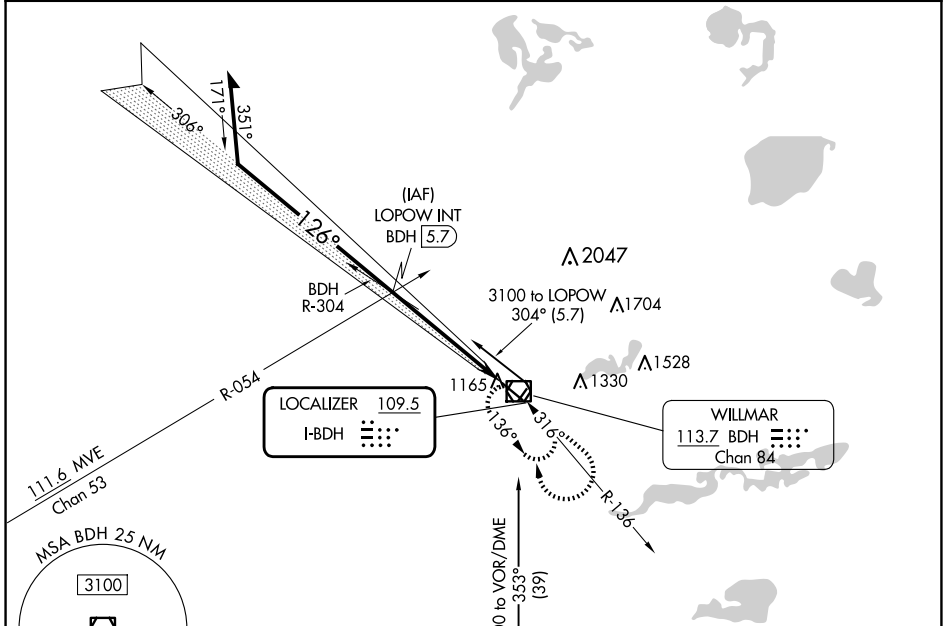 171°
351°
306°
126°
(IAF)
LOPOW INT
BDH 5.7
2047
BDH
R-304
3100 to LOPOW
304° (5.7)
1704
1528
1330
1165
R-054
LOCALIZER 109.5
I-BDH
136°
316°
WILLMAR
113.7 BDH
Chan 84
R-136
111.6 MVE
Chan 53
MSA BDH 25 NM
3100
to VOR/DME
353°
(39)